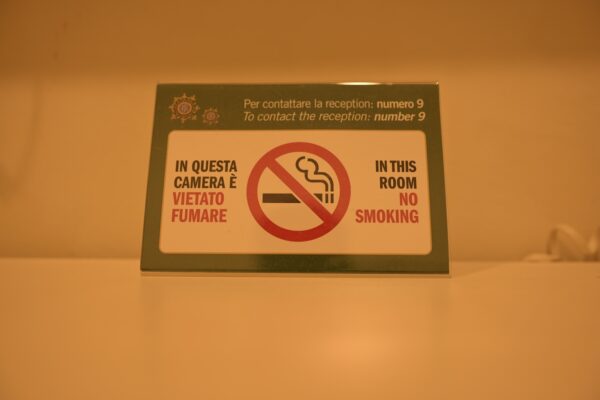 Per contattare la reception: numero 9
To contact the reception: number 9
IN QUESTA
CAMERA È
VIETATO
FUMARE
IN THIS
ROOM
NO
SMOKING